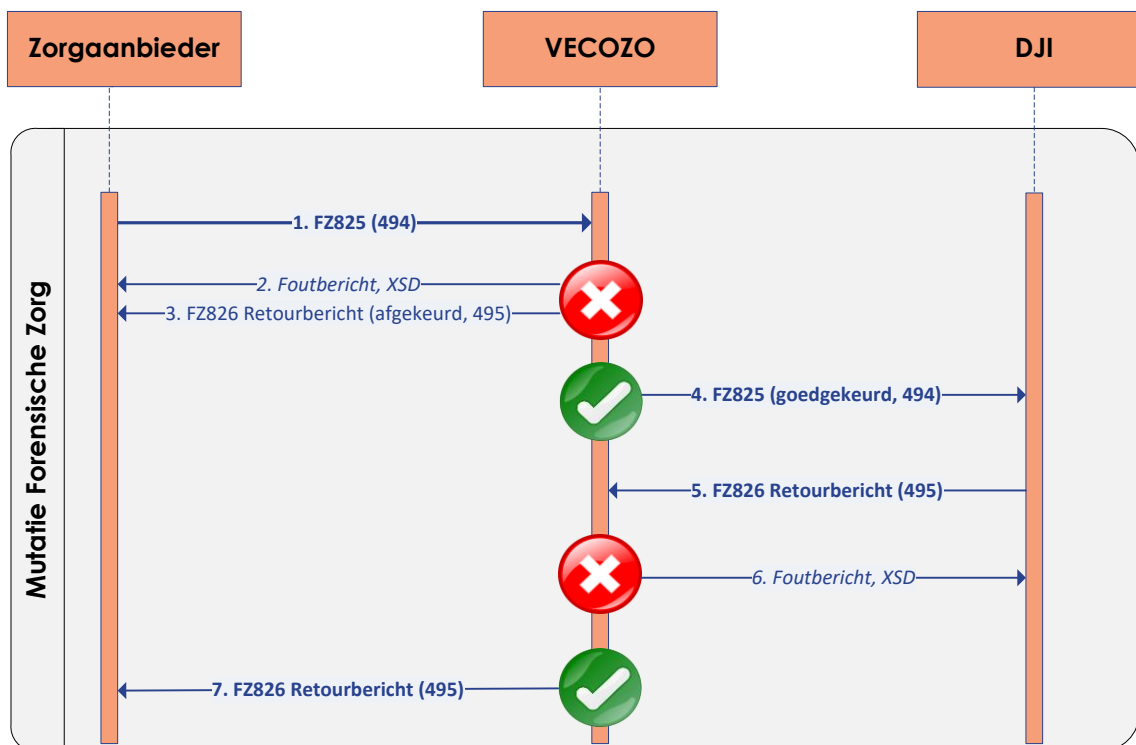 Zorgaanbieder
VECOZO
DJI
Mutatie Forensische Zorg
1. FZ825 (494)
2. Foutbericht, XSD
3. FZ826 Retourbericht (afgekeurd, 495)
4. FZ825 (goedgekeurd, 494)
5. FZ826 Retourbericht (495)
6. Foutbericht, XSD
7. FZ826 Retourbericht (495)